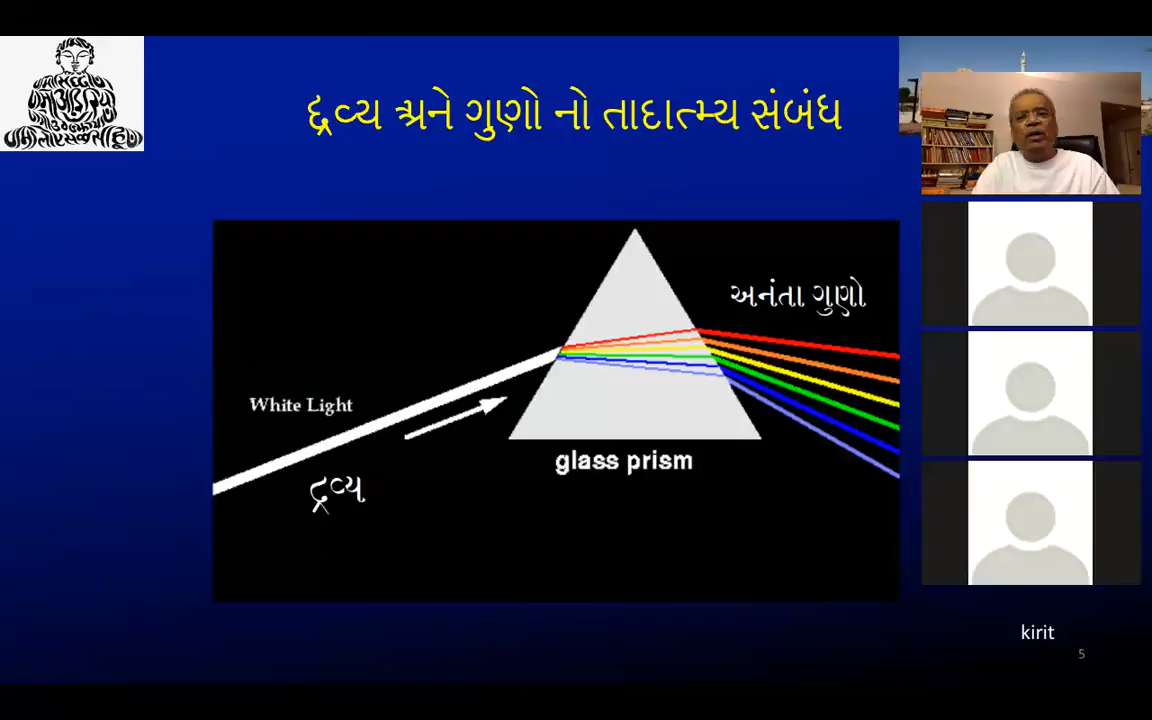 દ્રવ્ય અને ગુણો નો તાદાત્મ્ય સંબંધ
અનંતા ગુણો
White Light
દ્રવ્ય
glass prism
kirit
5